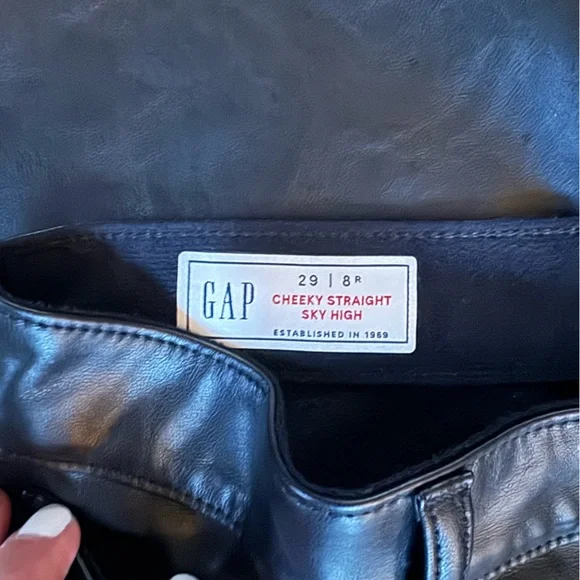 GAP
29 | 8R
CHEEKY STRAIGHT
SKY HIGH
ESTABLISHED IN 1969